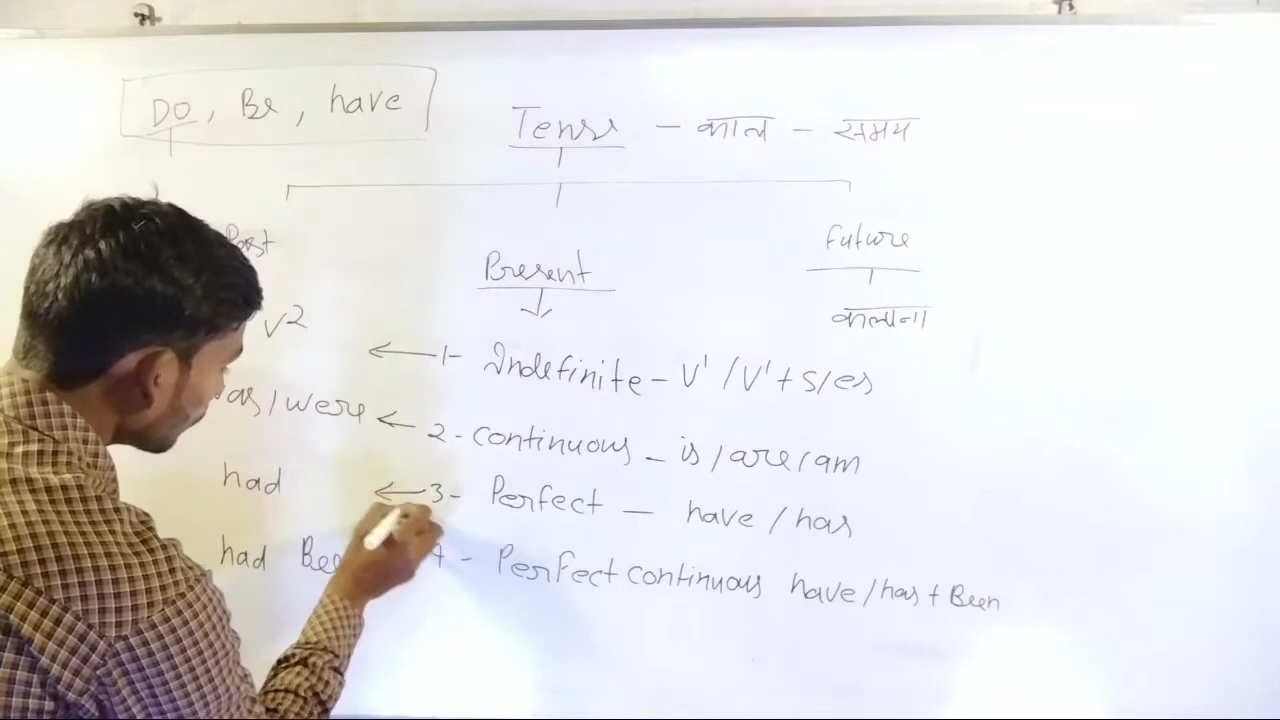 DO, Be, have
Tense - काल - समय
Past
Present
Future
कल्पना
V²
1- Indefinite - V¹ / V¹ + s/es
was/were
2- continuous - is/are/am
had
3- Perfect - have/has
had Been
4- Perfect continuous have/has + Been